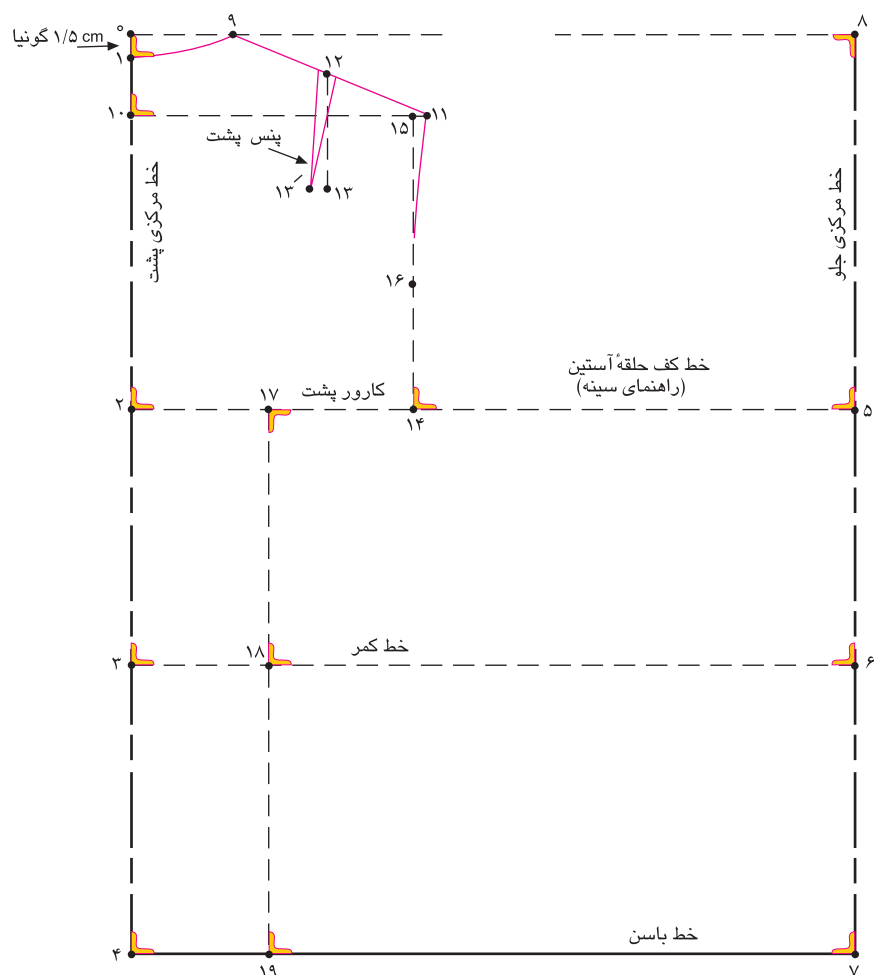 ۸
۹
۰
۱/۵ cm گونیا
۱
۱۲
۱۰
۱۵
۱۱
پنس پشت
۱۳
۱۳′
خط مرکزی پشت
خط مرکزی جلو
۱۶
خط کف حلقهٔ آستین
(راهنمای سینه)
کارور پشت
۱۷
۲
۱۴
۵
خط کمر
۱۸
۳
۶
خط باسن
۴
۱۹
۷